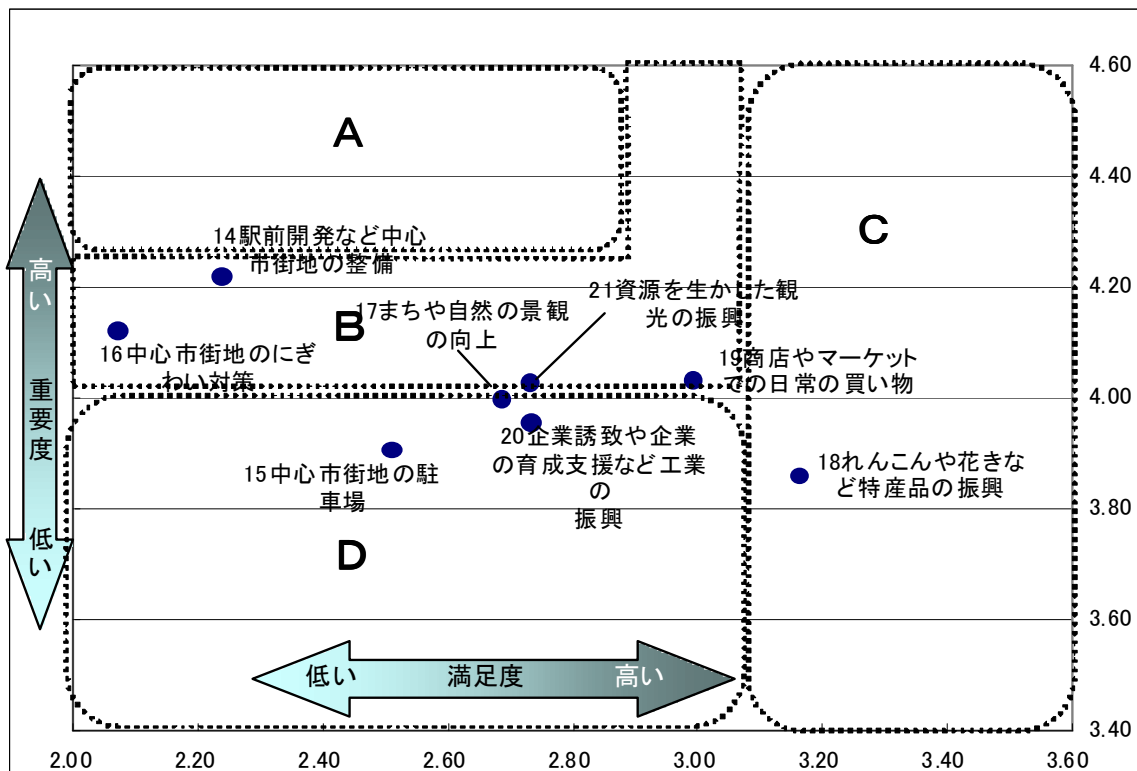 A
14駅前開発など中心
市街地の整備
C
高い
重要度
低い
21資源を生かした観
光の振興
17まちや自然の景観
の向上
B
16中心市街地のにぎ
わい対策
19商店やマーケット
での日常の買い物
20企業誘致や企業
の育成支援など工業
の
振興
15中心市街地の駐
車場
18れんこんや花きな
ど特産品の振興
D
低い 満足度 高い
4.60
4.40
4.20
4.00
3.80
3.60
3.40
2.00 2.20 2.40 2.60 2.80 3.00 3.20 3.40 3.60